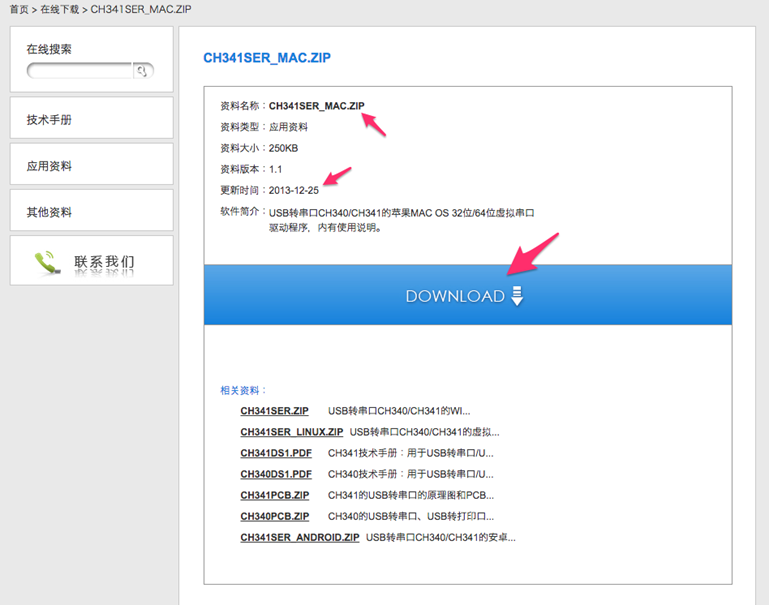 首页 > 在线下载 > CH341SER_MAC.ZIP
在线搜索
技术手册
应用资料
其他资料
联系我们
CH341SER_MAC.ZIP
资料名称：CH341SER_MAC.ZIP
资料类型：应用资料
资料大小：250KB
资料版本：1.1
更新时间：2013-12-25
软件简介：USB转串口CH340/CH341的苹果MAC OS 32位/64位虚拟串口
驱动程序，内有使用说明。
DOWNLOAD
相关资料：
CH341SER.ZIP USB转串口CH340/CH341的WI...
CH341SER_LINUX.ZIP USB转串口CH340/CH341的虚拟...
CH341DS1.PDF CH341技术手册：用于USB转串口/U...
CH340DS1.PDF CH340技术手册：用于USB转串口/U...
CH341PCB.ZIP CH341的USB转串口的原理图和PCB...
CH340PCB.ZIP CH340的USB转串口、USB转打印口...
CH341SER_ANDROID.ZIP USB转串口CH340/CH341的安卓...